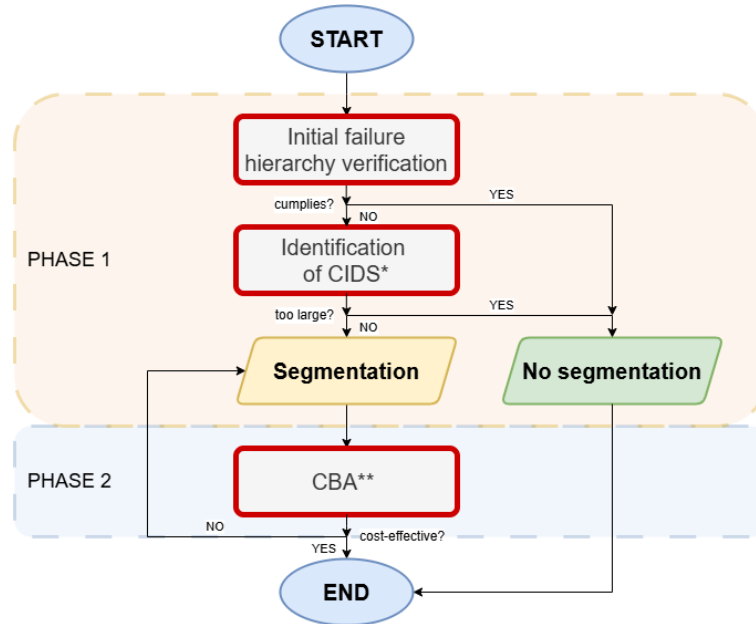 START
Initial failure
hierarchy verification
cumplies?
YES
NO
PHASE 1
Identification
of CIDS*
too large?
YES
NO
Segmentation
No segmentation
PHASE 2
CBA**
NO
cost-effective?
YES
END